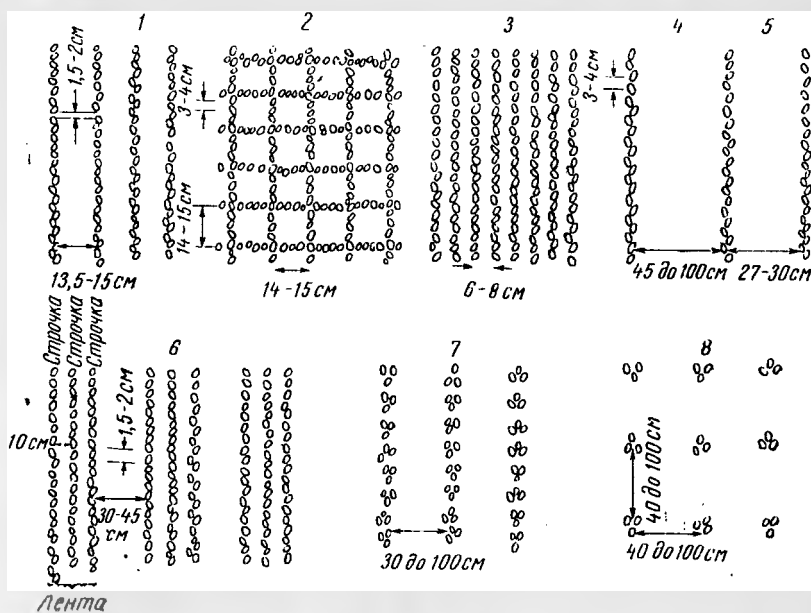 1 2 3 4 5
1,5-2см
3-4см
3-4см
14-15см
13,5-15см
14-15см
6-8см
45 до 100см
27-30см
Строчка
Строчка
Строчка
6 7 8
1,5-2см
10см
30-45
см
Лента
30 до 100см
40 до 100см
40 до 100см